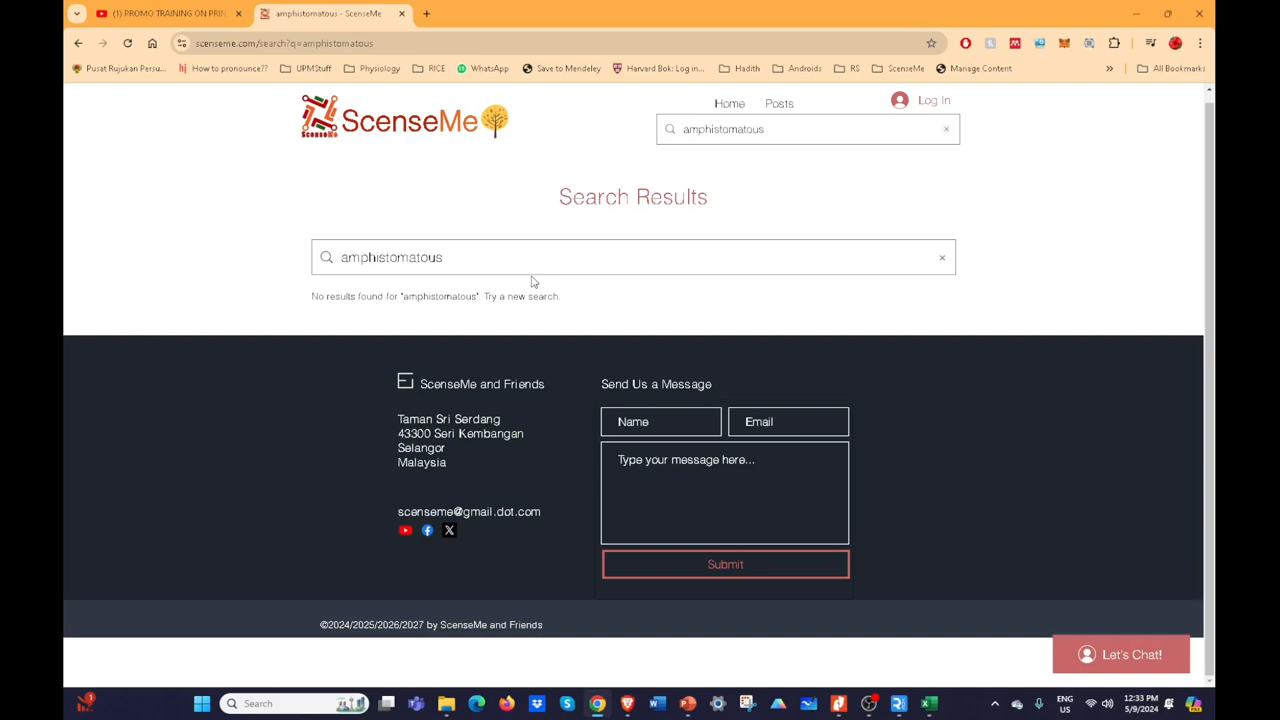 (1) PROMO TRAINING ON PRIN
amphistomatous - ScenseMe
scenseme.com/search?q=amphistomatous
Pusat Rujukan Persu...
How to pronounce??
UPMStuff
Physiology
RICE
WhatsApp
Save to Mendeley
Harvard Bok: Log in...
Hadith
Androids
RS
ScenseMe
Manage Content
»
All Bookmarks
ScenseMe
Home
Posts
Log In
amphistomatous
Search Results
amphistomatous
No results found for "amphistomatous". Try a new search.
ScenseMe and Friends
Taman Sri Serdang
43300 Seri Kembangan
Selangor
Malaysia
scenseme@gmail.dot.com
Send Us a Message
Name
Email
Type your message here...
Submit
©2024/2025/2026/2027 by ScenseMe and Friends
Let's Chat!
1
Search
ENG
US
12:33 PM
5/9/2024